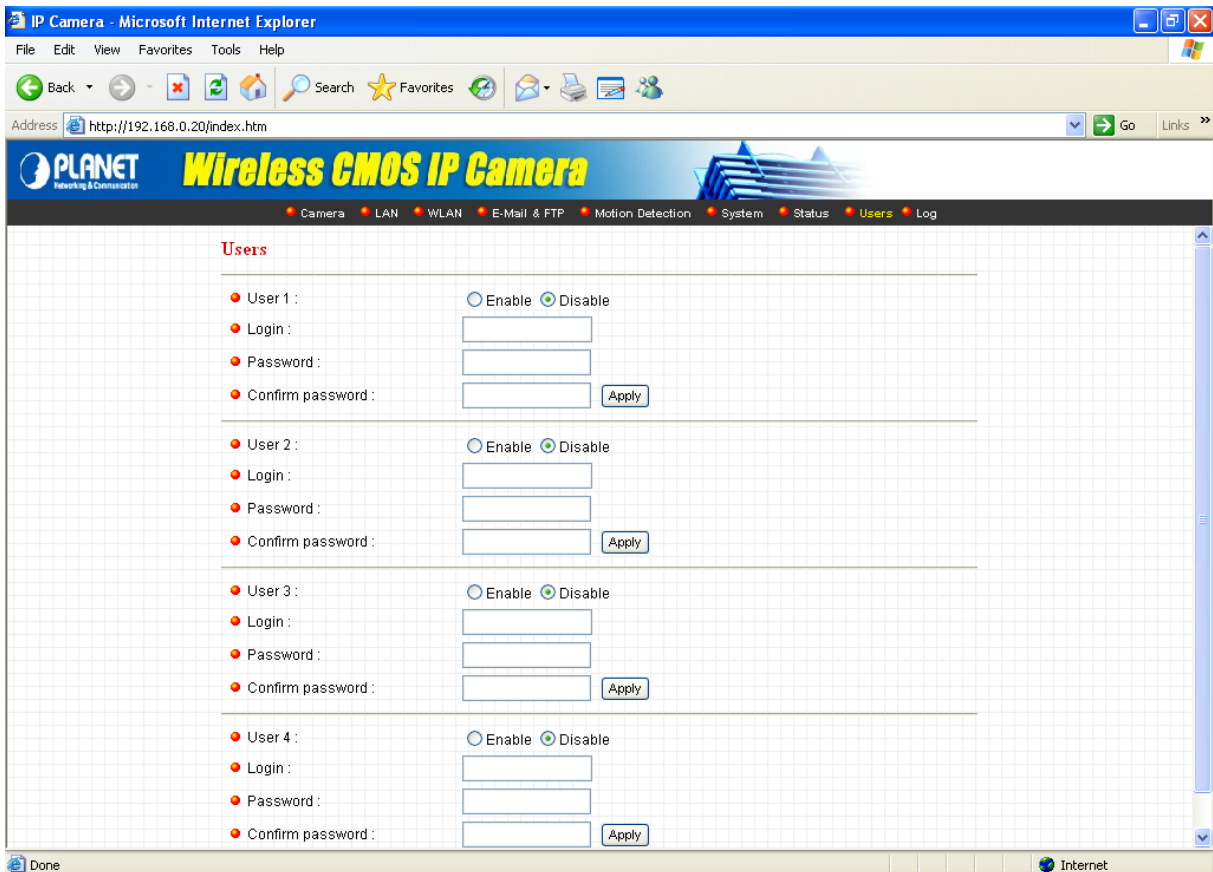 IP Camera - Microsoft Internet Explorer
File Edit View Favorites Tools Help
Back Search Favorites
Address http://192.168.0.20/index.htm Go Links »
PLANET
Networking & Communication
Wireless CMOS IP Camera
Camera LAN WLAN E-Mail & FTP Motion Detection System Status Users Log
Users
User 1 : Enable Disable
Login :
Password :
Confirm password : Apply
User 2 : Enable Disable
Login :
Password :
Confirm password : Apply
User 3 : Enable Disable
Login :
Password :
Confirm password : Apply
User 4 : Enable Disable
Login :
Password :
Confirm password : Apply
Done Internet